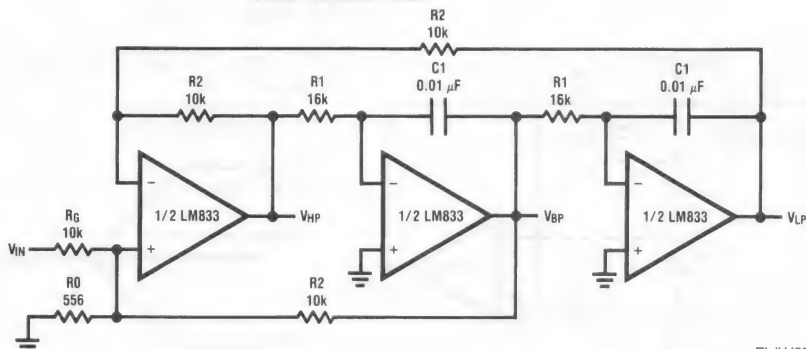 R2
10k
R2
10k
R1
16k
C1
0.01 µF
R1
16k
C1
0.01 µF
−
+
1/2 LM833
VHP
−
+
1/2 LM833
VBP
−
+
1/2 LM833
VLP
VIN
RG
10k
R0
556
R2
10k